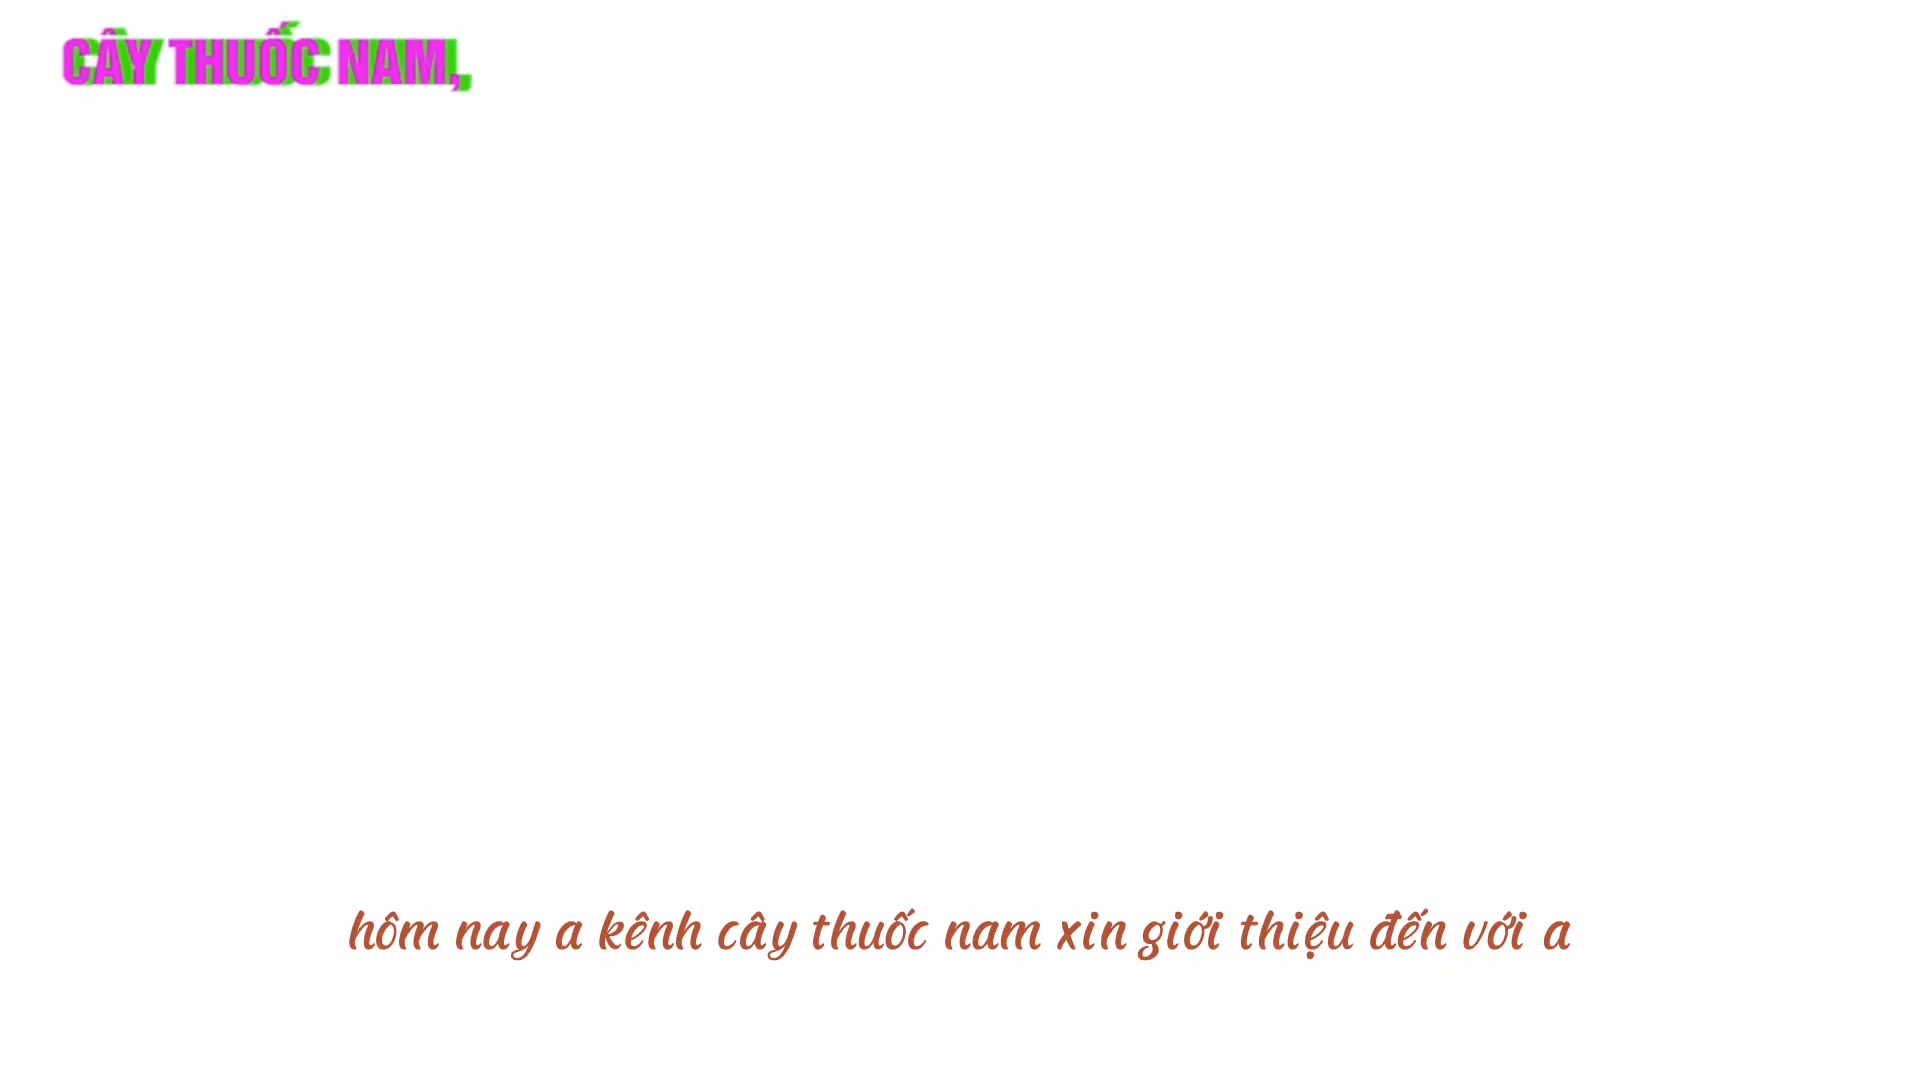 CÂY THUỐC NAM,
hôm nay a kênh cây thuốc nam xin giới thiệu đến với a